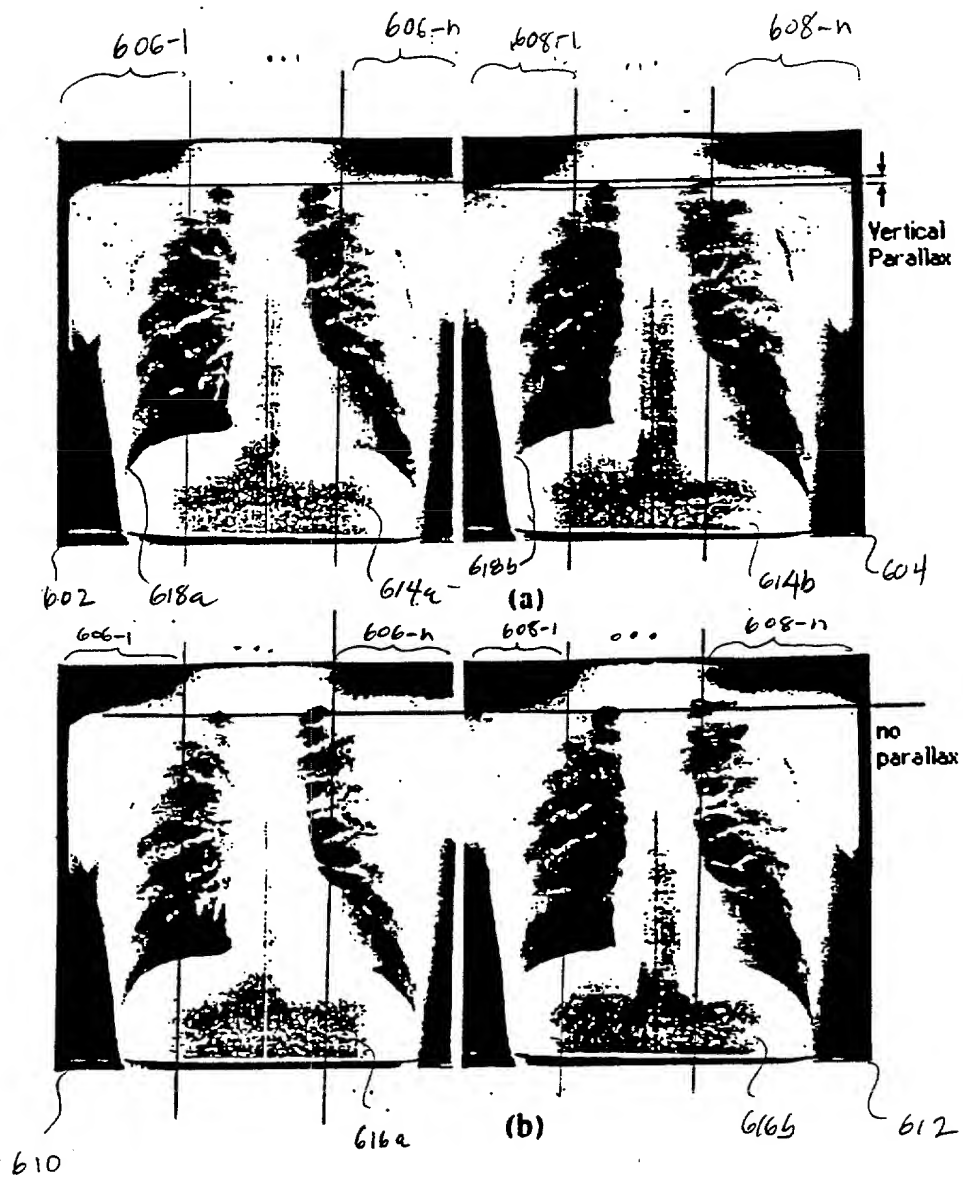 606-1 ... 606-n 608-1 ... 608-n
Vertical
Parallax
602 618a 614a 618b 614b 604
(a)
606-1 ... 606-n 608-1 ... 608-n
no
parallax
616a (b) 616b 612
610